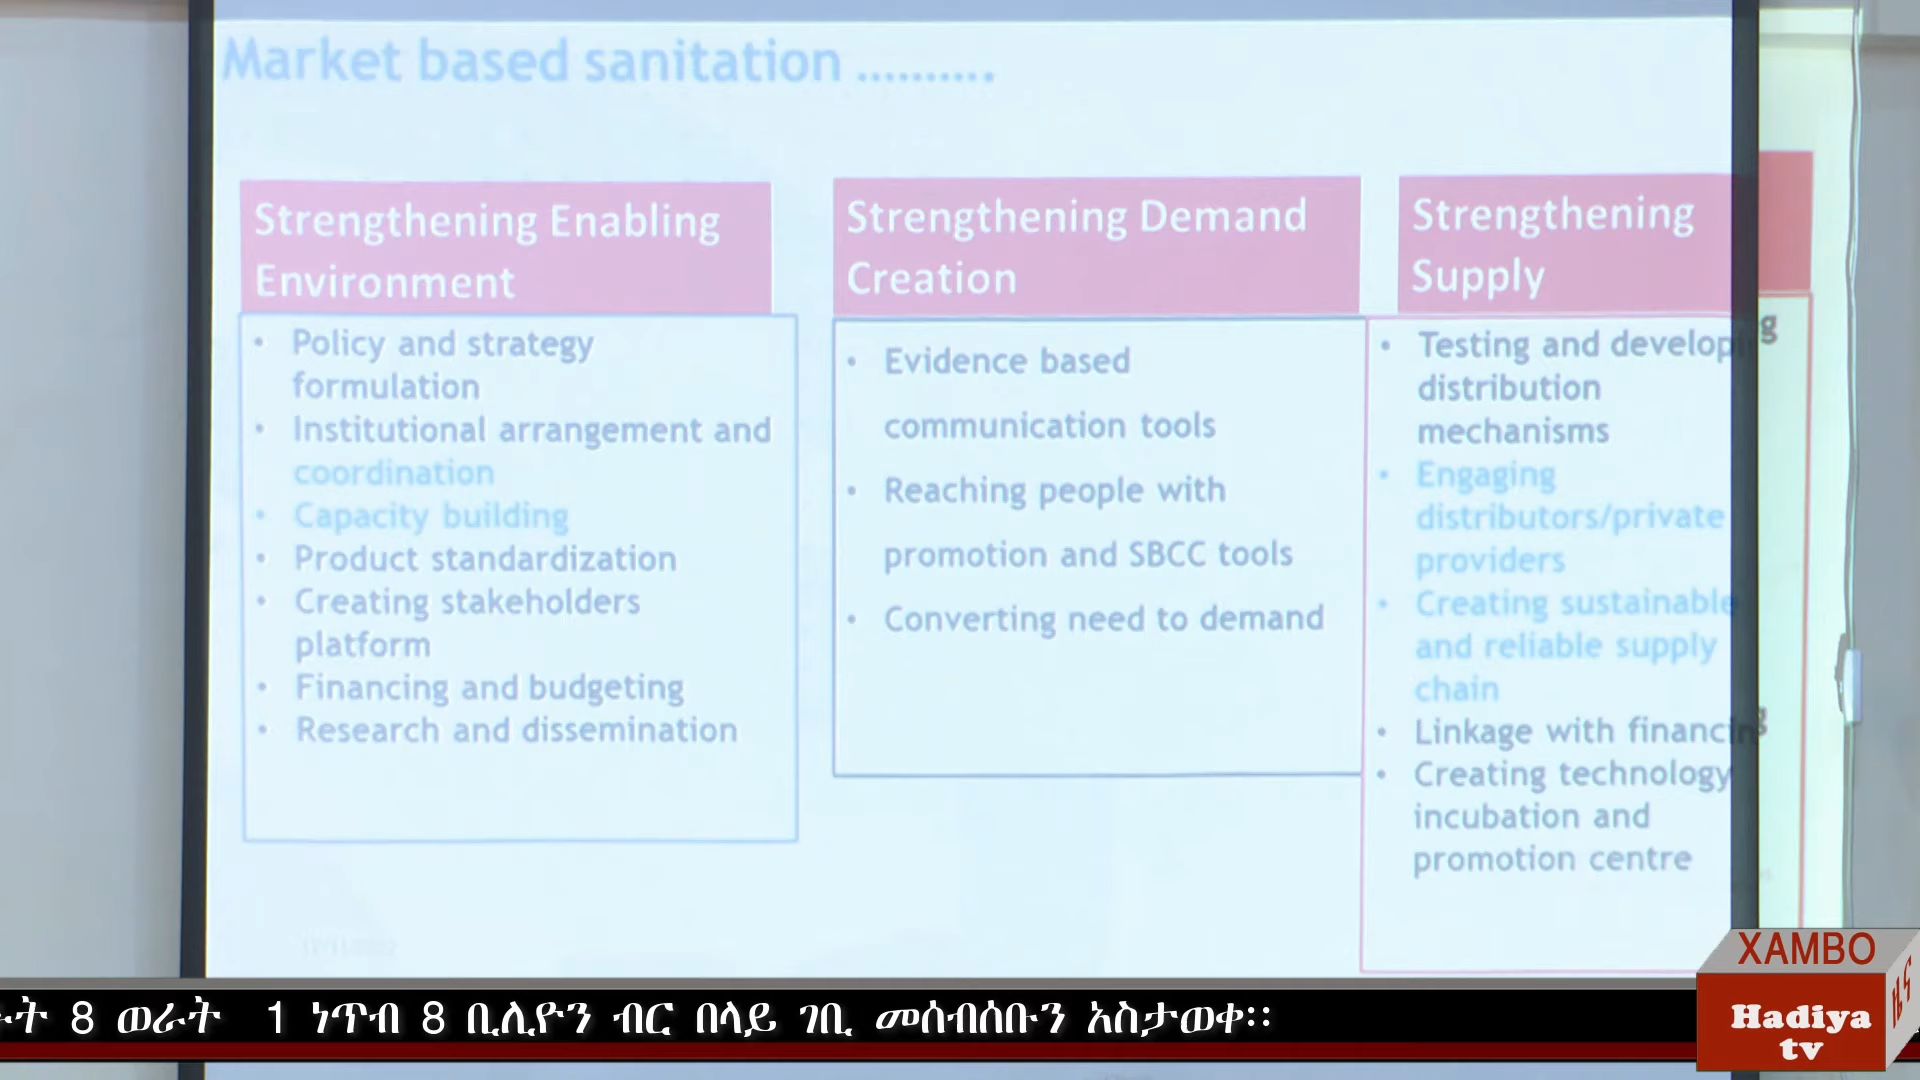 Market based sanitation ..........
Strengthening Enabling
Environment
• Policy and strategy
formulation
• Institutional arrangement and
coordination
• Capacity building
• Product standardization
• Creating stakeholders
platform
• Financing and budgeting
• Research and dissemination
Strengthening Demand
Creation
• Evidence based
communication tools
• Reaching people with
promotion and SBCC tools
• Converting need to demand
Strengthening
Supply
• Testing and developing
distribution
mechanisms
• Engaging
distributors/private
providers
• Creating sustainable
and reliable supply
chain
• Linkage with financing
• Creating technology
incubation and
promotion centre
8 ወራት 1 ነጥብ 8 ቢሊዮን ብር በላይ ገቢ መሰብሰቡን አስታወቀ፡፡
XAMBO
Hadiya
tv
ዜና